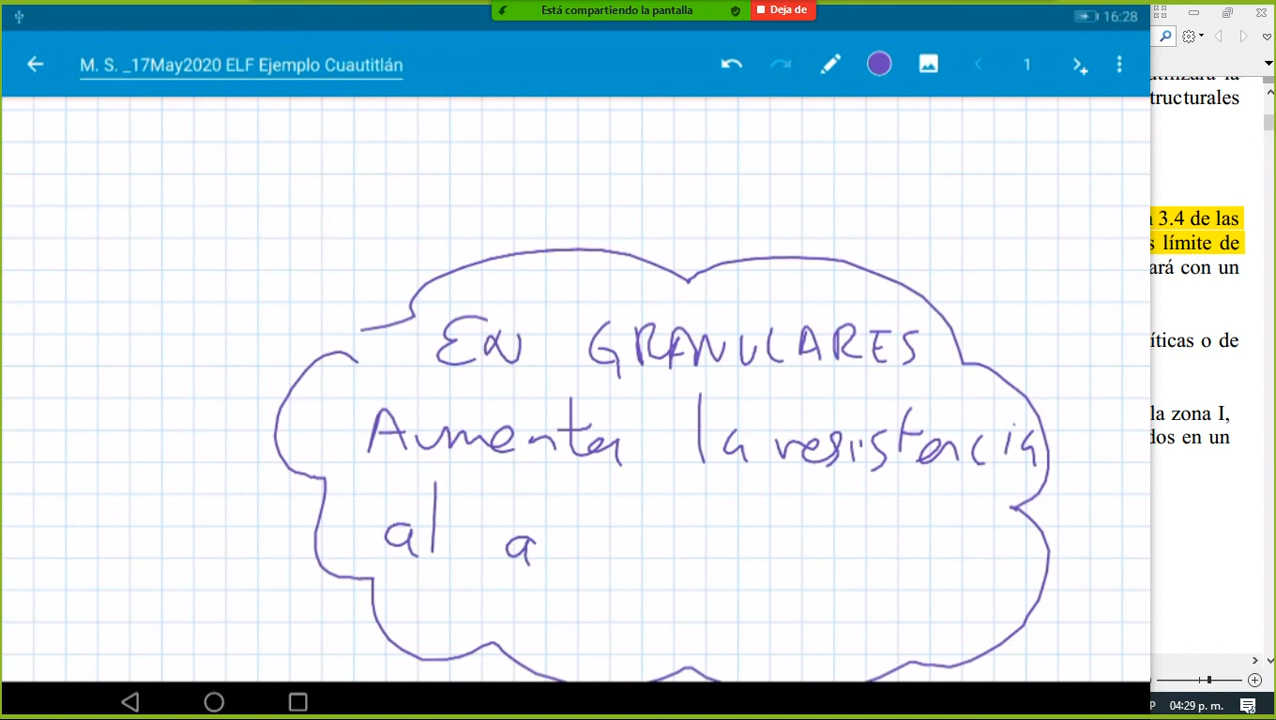 Está compartiendo la pantalla
Deja de
16:28
M. S. _17May2020 ELF Ejemplo Cuautitlán
1
tructurales
n 3.4 de las
s límite de
ará con un
íticas o de
la zona I,
dos en un
EN GRANULARES
Aumenta la resistencia
al a
P 04:29 p. m.